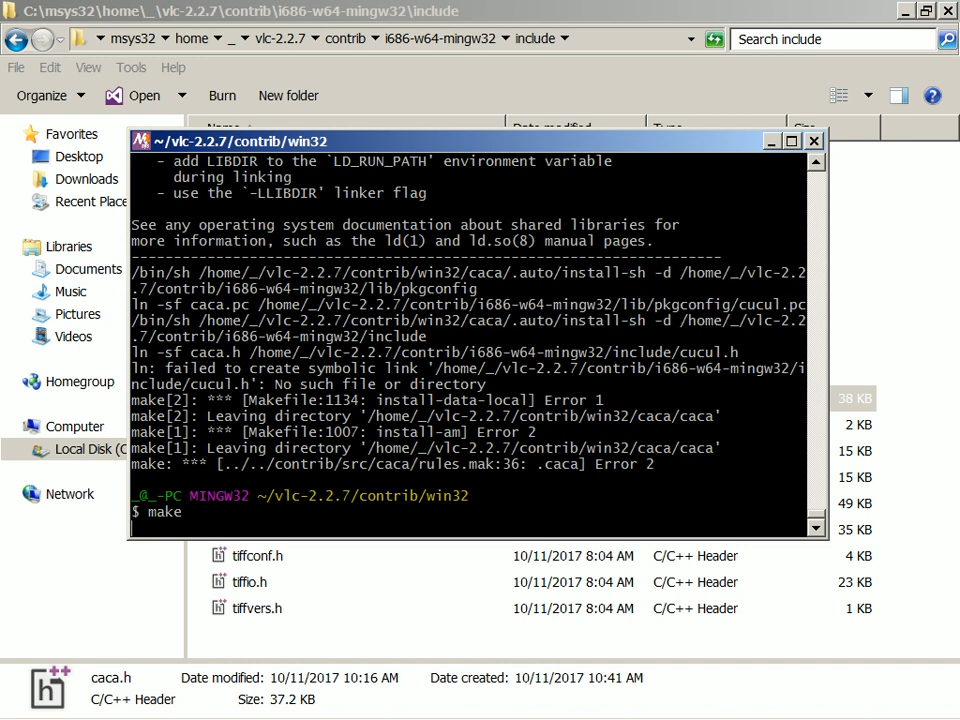 C:\msys32\home\_\vlc-2.2.7\contrib\i686-w64-mingw32\include
msys32 home _ vlc-2.2.7 contrib i686-w64-mingw32 include
Search include
File Edit View Tools Help
Organize Open Burn New folder
Name Date modified Type Size
Favorites
Desktop
Downloads
Recent Place
Libraries
Documents
Music
Pictures
Videos
Homegroup
Computer
Local Disk (C
Network
~/vlc-2.2.7/contrib/win32
- add LIBDIR to the `LD_RUN_PATH' environment variable
during linking
- use the `-LLIBDIR' linker flag
See any operating system documentation about shared libraries for
more information, such as the ld(1) and ld.so(8) manual pages.
----------------------------------------------------------------------
/bin/sh /home/_/vlc-2.2.7/contrib/win32/caca/.auto/install-sh -d /home/_/vlc-2.2
.7/contrib/i686-w64-mingw32/lib/pkgconfig
ln -sf caca.pc /home/_/vlc-2.2.7/contrib/i686-w64-mingw32/lib/pkgconfig/cucul.pc
/bin/sh /home/_/vlc-2.2.7/contrib/win32/caca/.auto/install-sh -d /home/_/vlc-2.2
.7/contrib/i686-w64-mingw32/include
ln -sf caca.h /home/_/vlc-2.2.7/contrib/i686-w64-mingw32/include/cucul.h
ln: failed to create symbolic link '/home/_/vlc-2.2.7/contrib/i686-w64-mingw32/i
nclude/cucul.h': No such file or directory
make[2]: *** [Makefile:1134: install-data-local] Error 1
make[2]: Leaving directory '/home/_/vlc-2.2.7/contrib/win32/caca/caca'
make[1]: *** [Makefile:1007: install-am] Error 2
make[1]: Leaving directory '/home/_/vlc-2.2.7/contrib/win32/caca/caca'
make: *** [../../contrib/src/caca/rules.mak:36: .caca] Error 2
_@_-PC MINGW32 ~/vlc-2.2.7/contrib/win32
$ make
38 KB
2 KB
15 KB
15 KB
49 KB
35 KB
tiffconf.h 10/11/2017 8:04 AM C/C++ Header 4 KB
tiffio.h 10/11/2017 8:04 AM C/C++ Header 23 KB
tiffvers.h 10/11/2017 8:04 AM C/C++ Header 1 KB
caca.h Date modified: 10/11/2017 10:16 AM Date created: 10/11/2017 10:41 AM
C/C++ Header Size: 37.2 KB